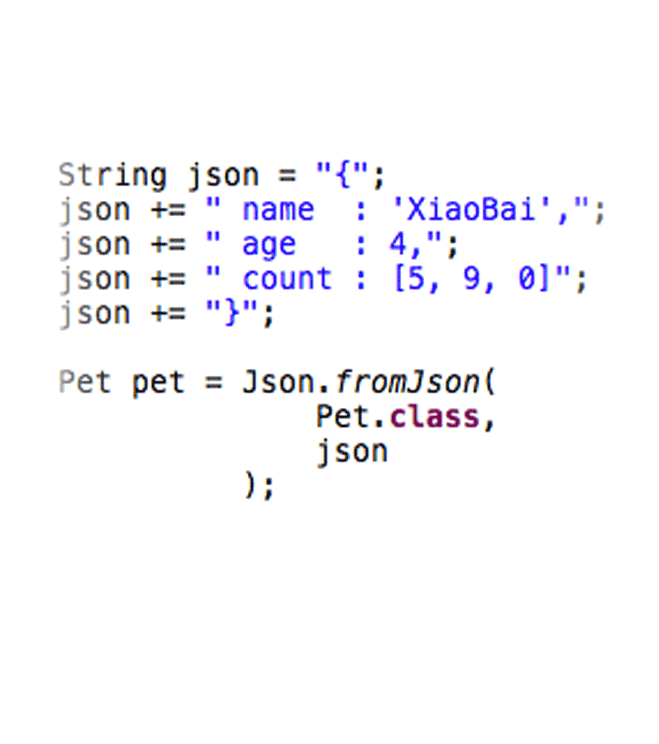 String json = "{";
json += " name  : 'XiaoBai',";
json += " age   : 4,";
json += " count : [5, 9, 0]";
json += "}";
Pet pet = Json.fromJson(
Pet.class,
json
);